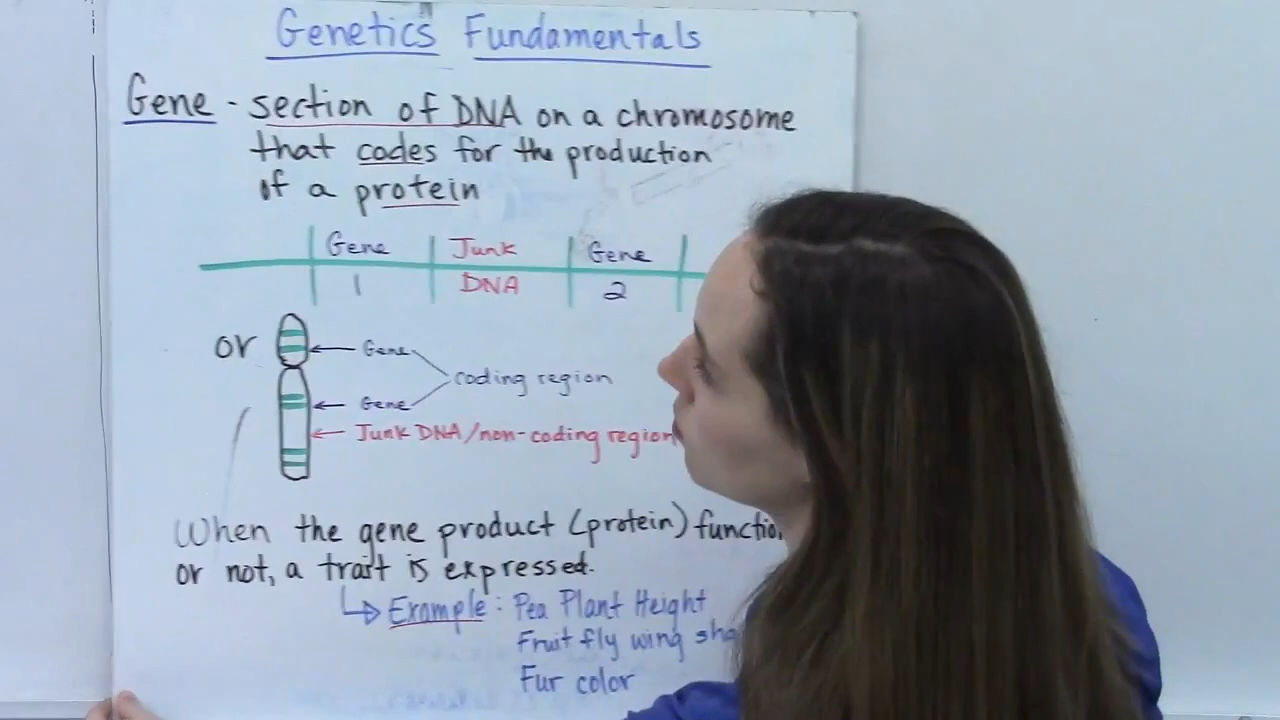 Genetics Fundamentals
Gene - section of DNA on a chromosome
that codes for the production
of a protein
Gene Junk Gene
1 DNA 2
or
Gene
coding region
Gene
Junk DNA/non-coding region
When the gene product (protein) functio
or not, a trait is expressed.
Example: Pea Plant Height
Fruit fly wing sha
Fur color